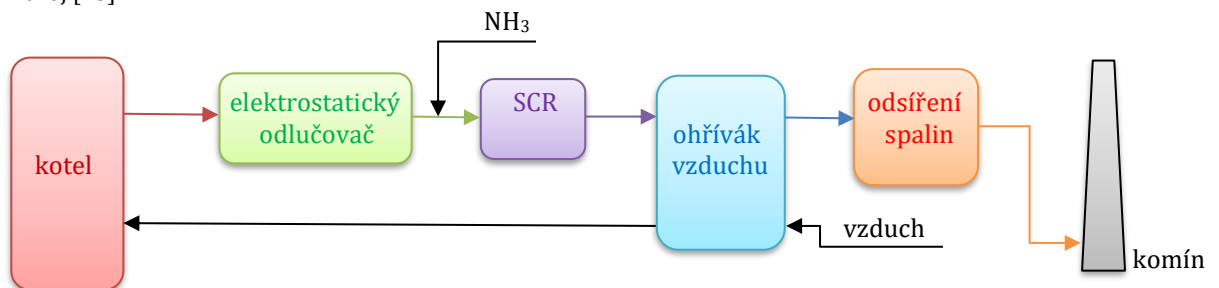 NH₃
elektrostatický
odlučovač
SCR
odsíření
spalin
kotel
ohřívák
vzduchu
vzduch
komín